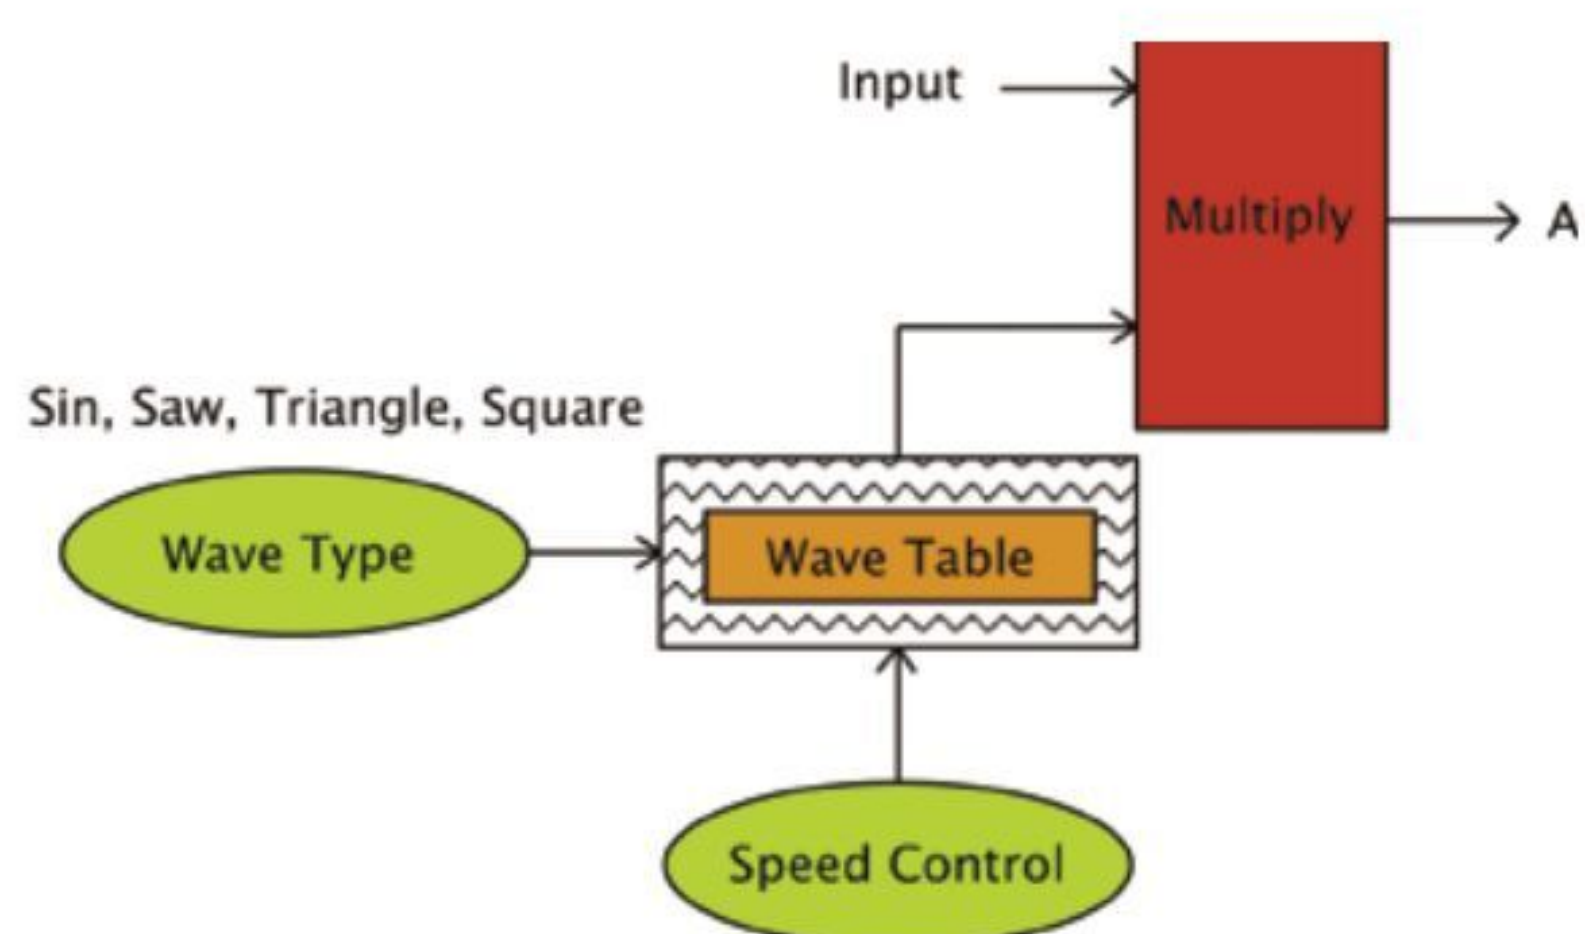 Input
Multiply
A
Sin, Saw, Triangle, Square
Wave Type
Wave Table
Speed Control